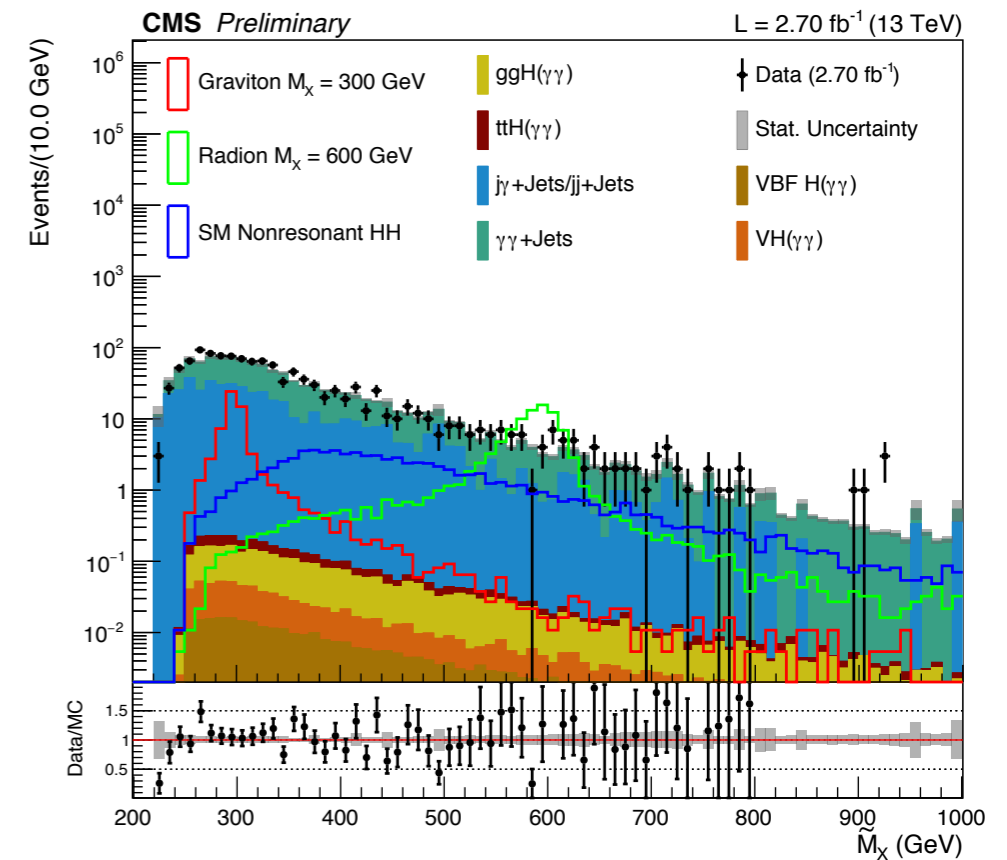 CMS Preliminary
L = 2.70 fb⁻¹ (13 TeV)
Events/(10.0 GeV)
10⁶
10⁵
10⁴
10³
10²
10
1
10⁻¹
10⁻²
Graviton Mₓ = 300 GeV
Radion Mₓ = 600 GeV
SM Nonresonant HH
ggH(γγ)
ttH(γγ)
jγ+Jets/jj+Jets
γγ+Jets
Data (2.70 fb⁻¹)
Stat. Uncertainty
VBF H(γγ)
VH(γγ)
Data/MC
1.5
1
0.5
200 300 400 500 600 700 800 900 1000
M̃ₓ (GeV)